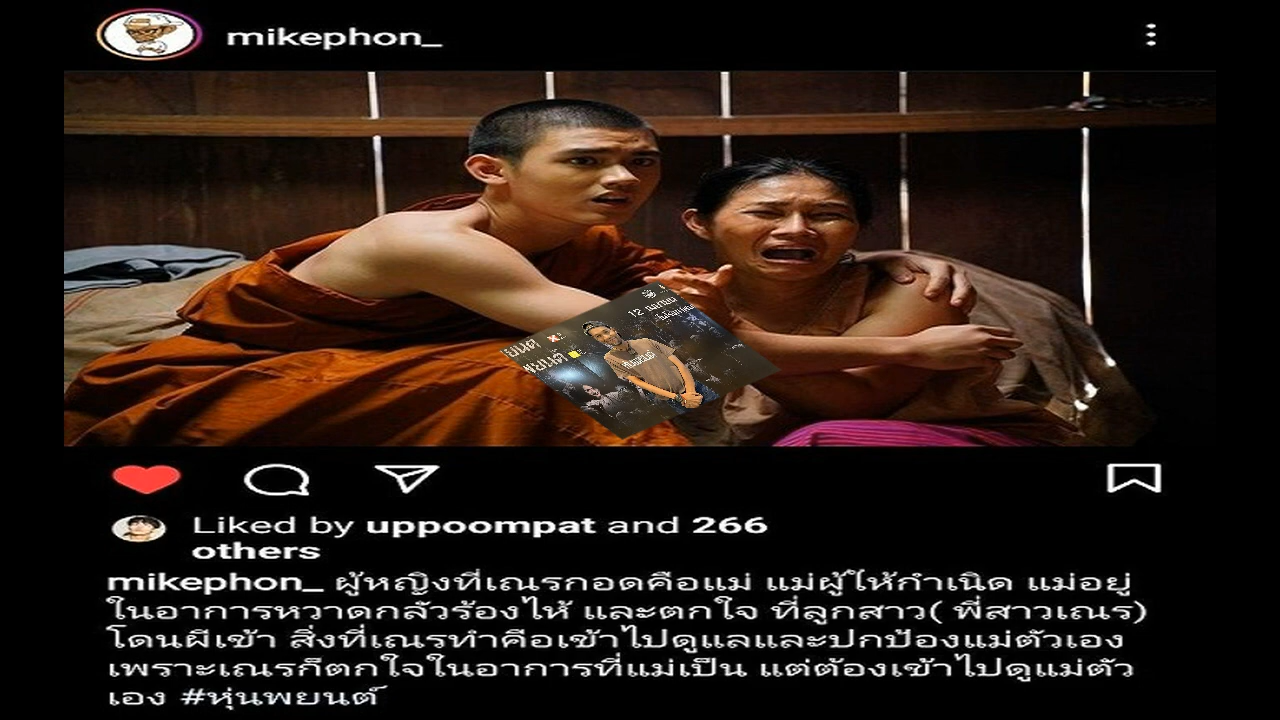 mikephon_
12
Liked by uppoompat and 266
others
mikephon_ ผู้หญิงที่เณรกอดคือแม่ แม่ผู้ให้กำเนิด แม่อยู่
ในอาการหวาดกลัวร้องไห้ และตกใจ ที่ลูกสาว( พี่สาวเณร)
โดนผีเข้า สิ่งที่เณรทำคือเข้าไปดูแลและปกป้องแม่ตัวเอง
เพราะเณรก็ตกใจในอาการที่แม่เป็น แต่ต้องเข้าไปดูแม่ตัว
เอง #หุ่นพยนต์